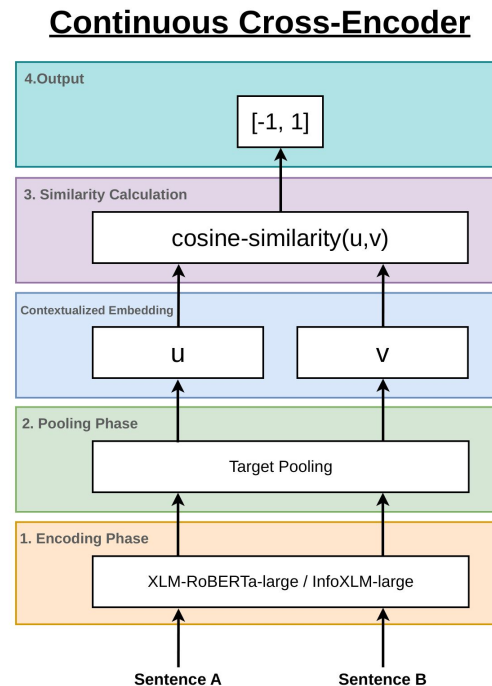 Continuous Cross-Encoder
4.Output
[-1, 1]
3. Similarity Calculation
cosine-similarity(u,v)
Contextualized Embedding
u
v
2. Pooling Phase
Target Pooling
1. Encoding Phase
XLM-RoBERTa-large / InfoXLM-large
Sentence A
Sentence B